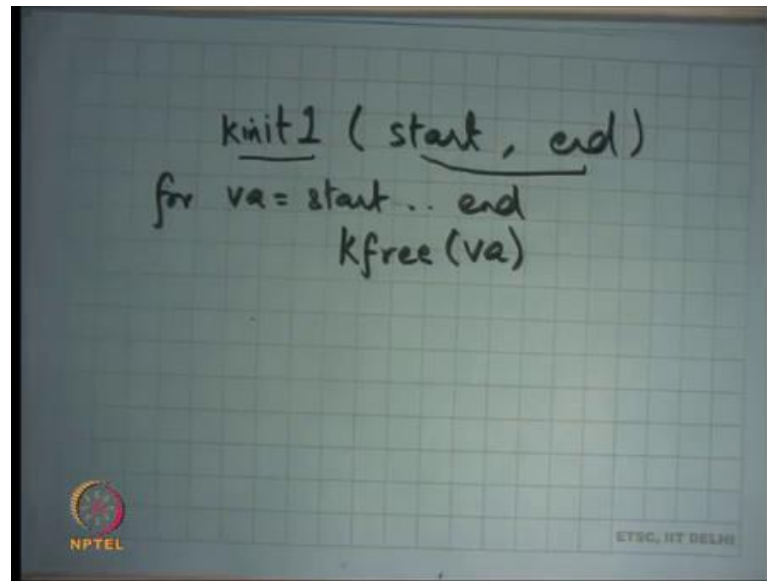 kinit1 ( start , end )
for va = start .. end
kfree (va)
NPTEL
ETSC, IIT DELHI